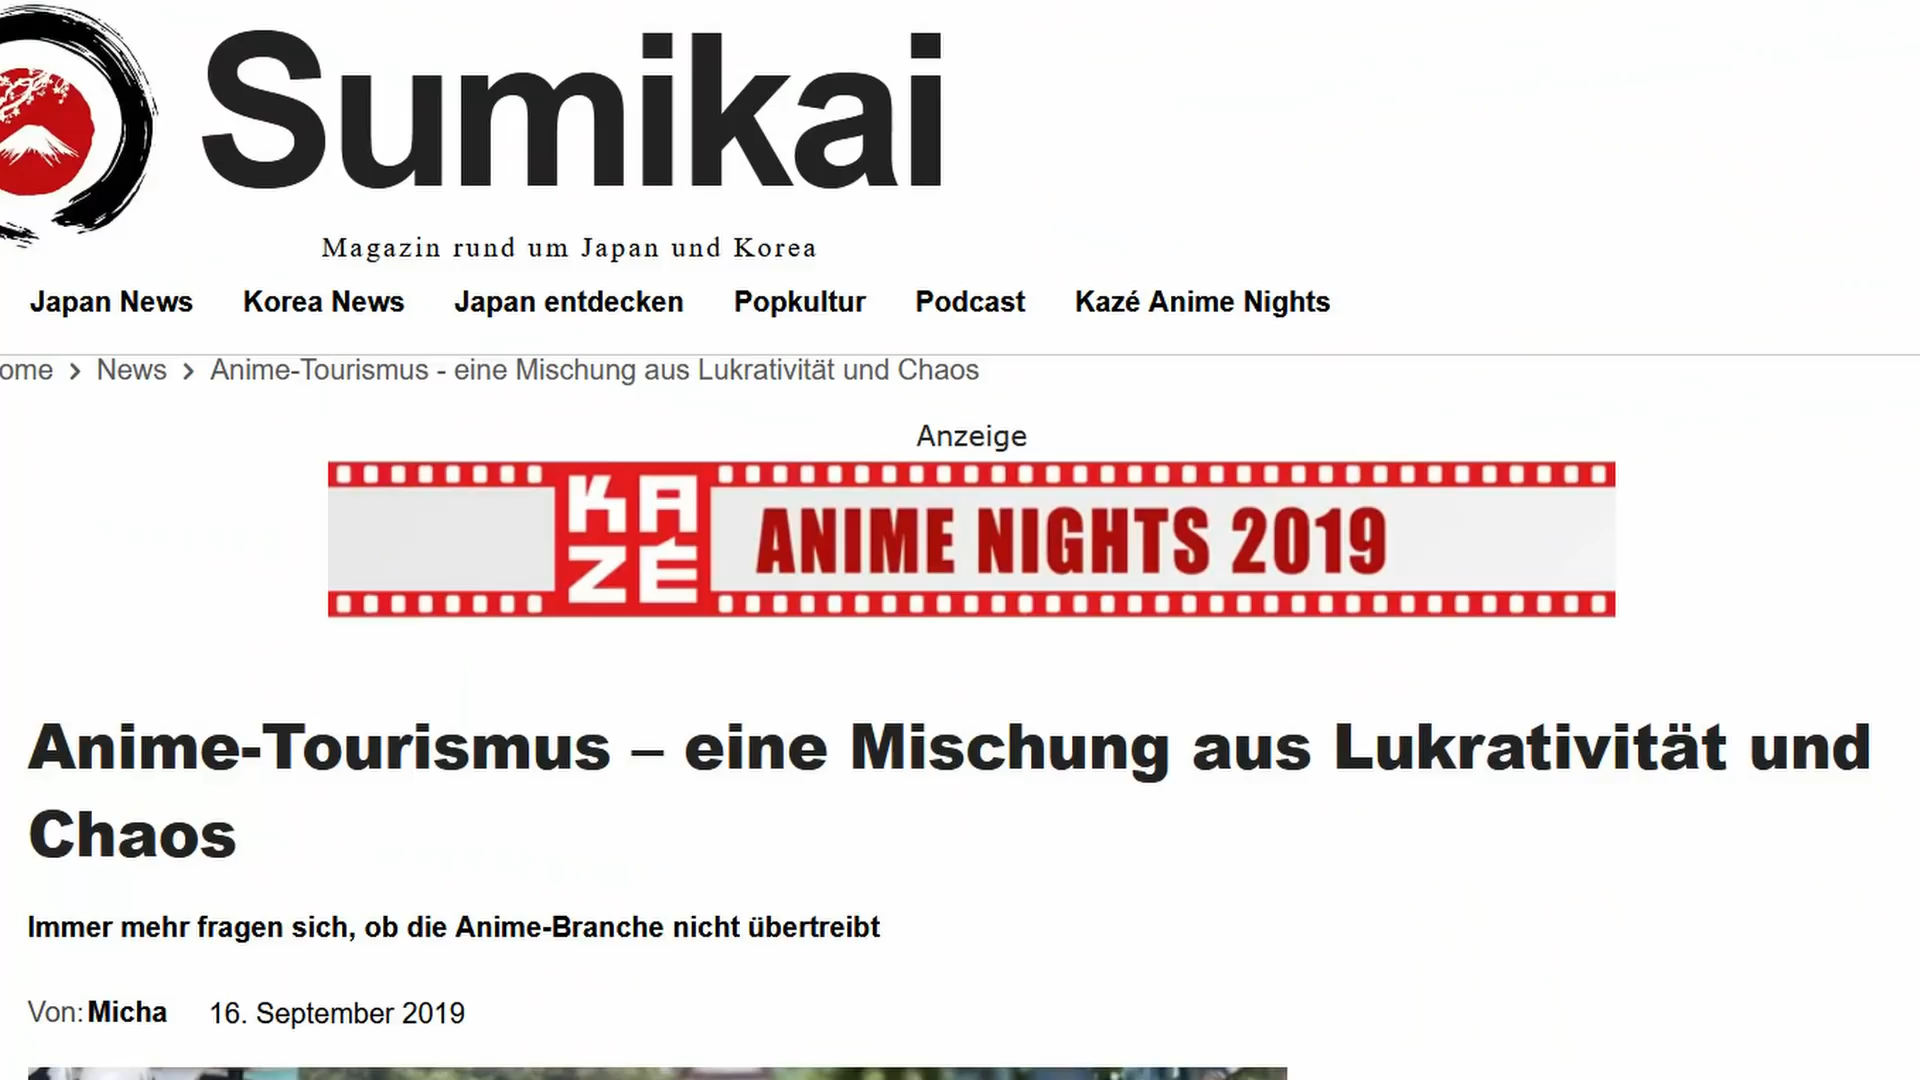 Sumikai
Magazin rund um Japan und Korea
Japan News Korea News Japan entdecken Popkultur Podcast Kazé Anime Nights
ome > News > Anime-Tourismus - eine Mischung aus Lukrativität und Chaos
Anzeige
KA
ZÉ
ANIME NIGHTS 2019
Anime-Tourismus – eine Mischung aus Lukrativität und
Chaos
Immer mehr fragen sich, ob die Anime-Branche nicht übertreibt
Von: Micha 16. September 2019